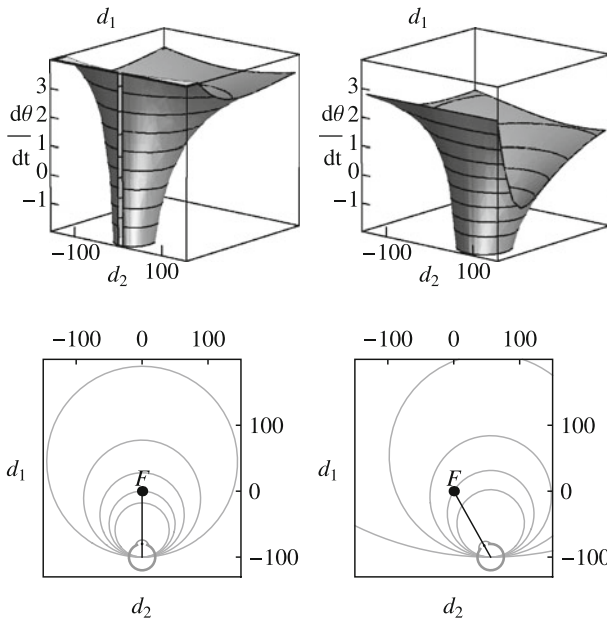 d₁ d₁
3 3
dθ/dt 2 dθ/dt 2
1 1
0 0
−1 −1
−100 100 100
d₂ d₂
−100 0 100 −100 0 100
100 100
d₁ F 0 d₁ F 0
−100 −100
d₂ d₂